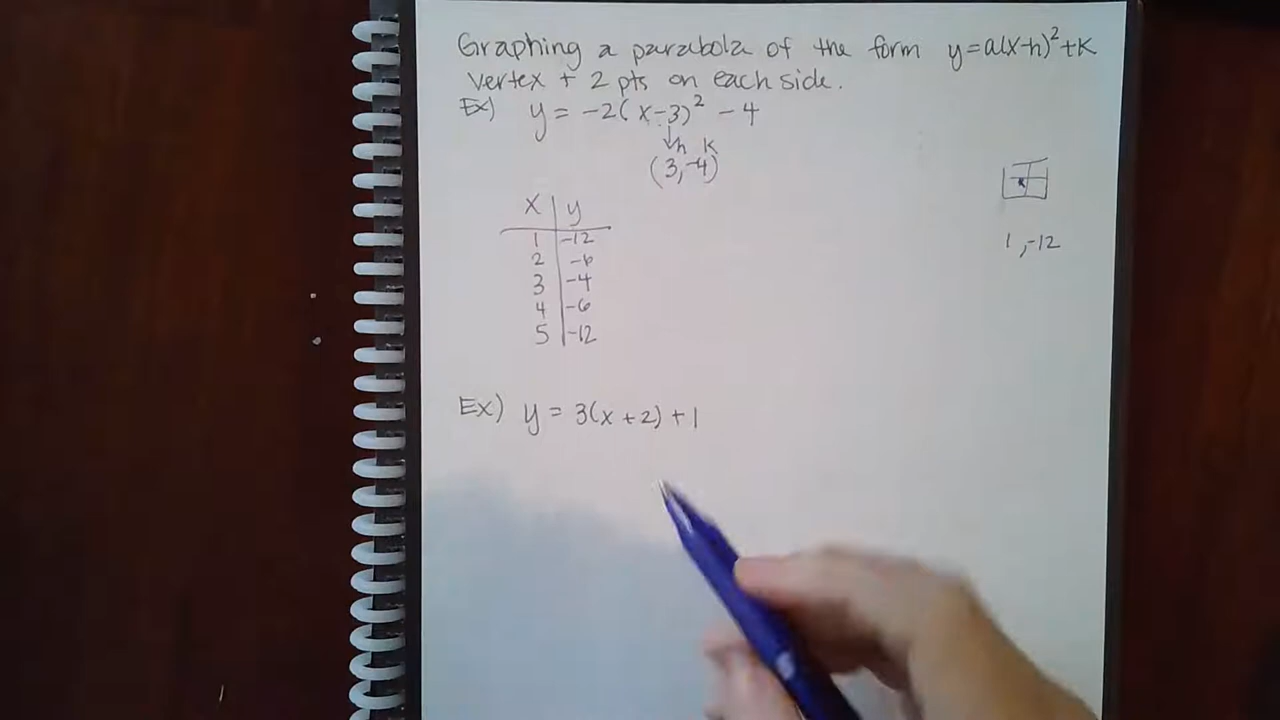 Graphing a parabola of the form y=a(x-h)²+K
vertex + 2 pts on each side.
Ex) y = -2(x-3)² - 4
h K
(3,-4)
x | y
1 | -12
2 | -6
3 | -4
4 | -6
5 | -12
1, -12
Ex) y = 3(x+2) + 1